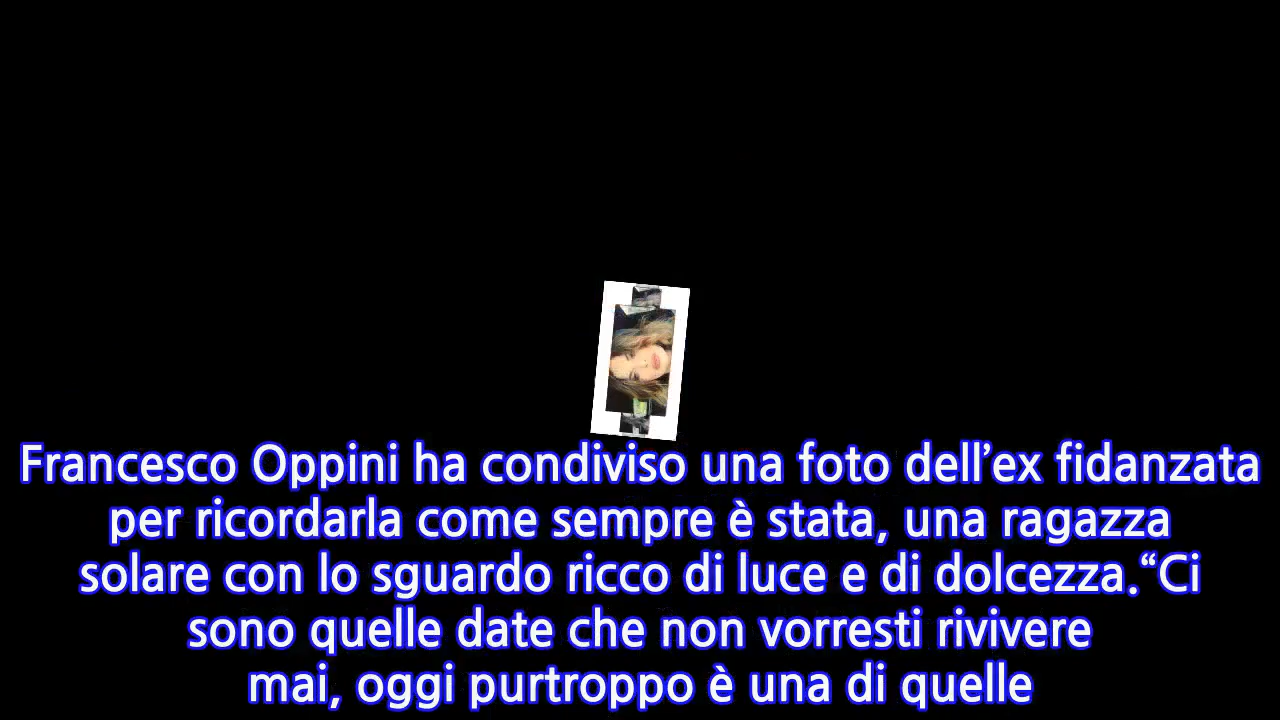 Francesco Oppini ha condiviso una foto dell’ex fidanzata
per ricordarla come sempre è stata, una ragazza
solare con lo sguardo ricco di luce e di dolcezza.“Ci
sono quelle date che non vorresti rivivere
mai, oggi purtroppo è una di quelle